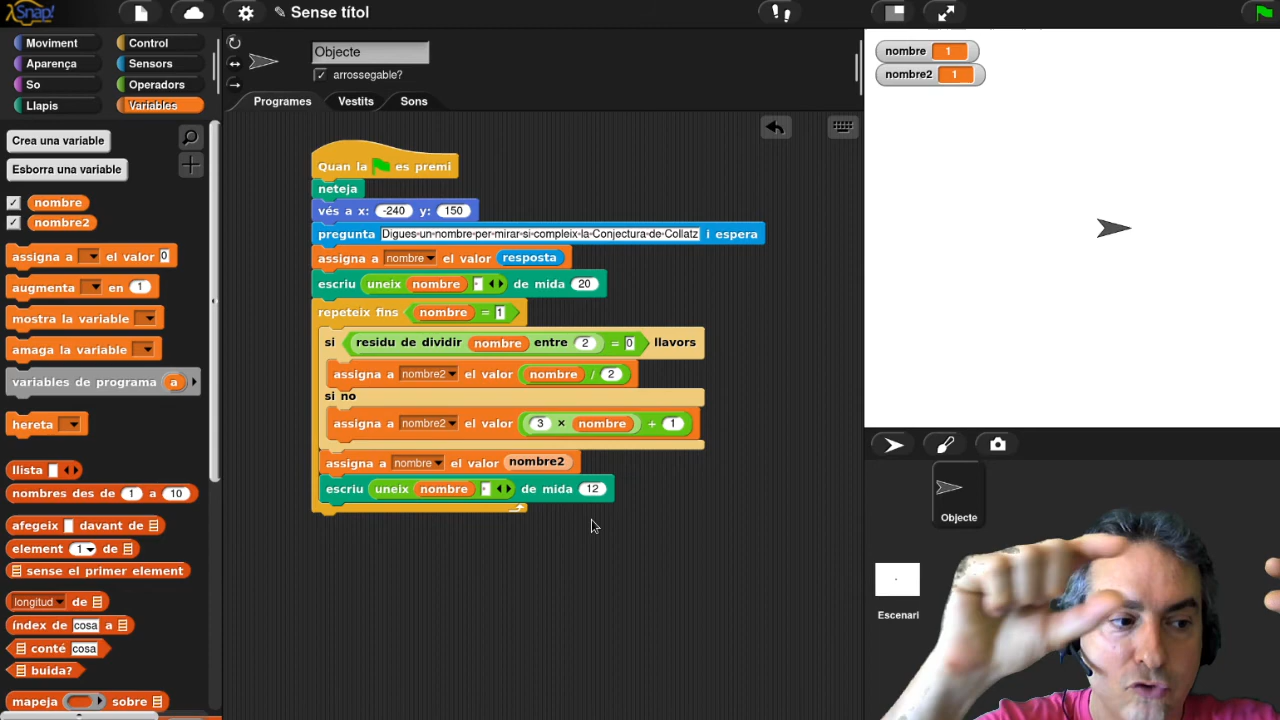 Snap!
Sense títol
Moviment
Control
Aparença
Sensors
So
Operadors
Llapis
Variables
Crea una variable
Esborra una variable
nombre
nombre2
assigna a el valor 0
augmenta en 1
mostra la variable
amaga la variable
variables de programa a
hereta
llista
nombres des de 1 a 10
afegeix davant de
element 1 de
sense el primer element
longitud de
índex de cosa a
conté cosa
buida?
mapeja sobre
Objecte
arrossegable?
Programes
Vestits
Sons
Quan la es premi
neteja
vés a x: -240 y: 150
pregunta Digues·un·nombre·per·mirar·si·compleix·la·Conjectura·de·Collatz i espera
assigna a nombre el valor resposta
escriu uneix nombre de mida 20
repeteix fins nombre = 1
si residu de dividir nombre entre 2 = 0 llavors
assigna a nombre2 el valor nombre / 2
si no
assigna a nombre2 el valor 3 × nombre + 1
assigna a nombre el valor nombre2
escriu uneix nombre de mida 12
nombre 1
nombre2 1
Objecte
Escenari